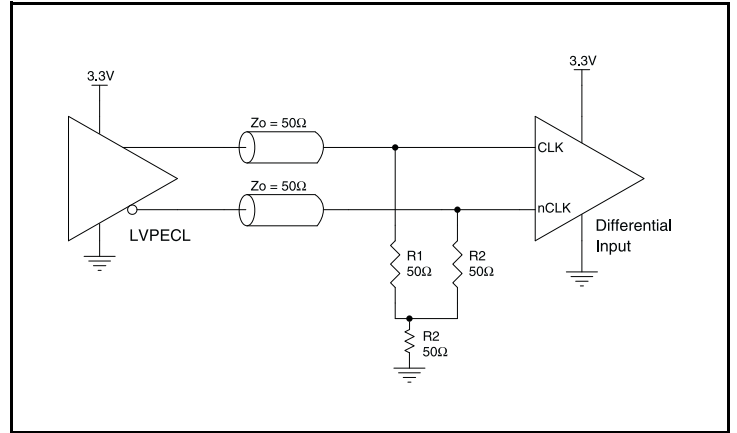 3.3V
3.3V
Zo = 50Ω
CLK
Zo = 50Ω
nCLK
LVPECL
Differential
Input
R1
50Ω
R2
50Ω
R2
50Ω